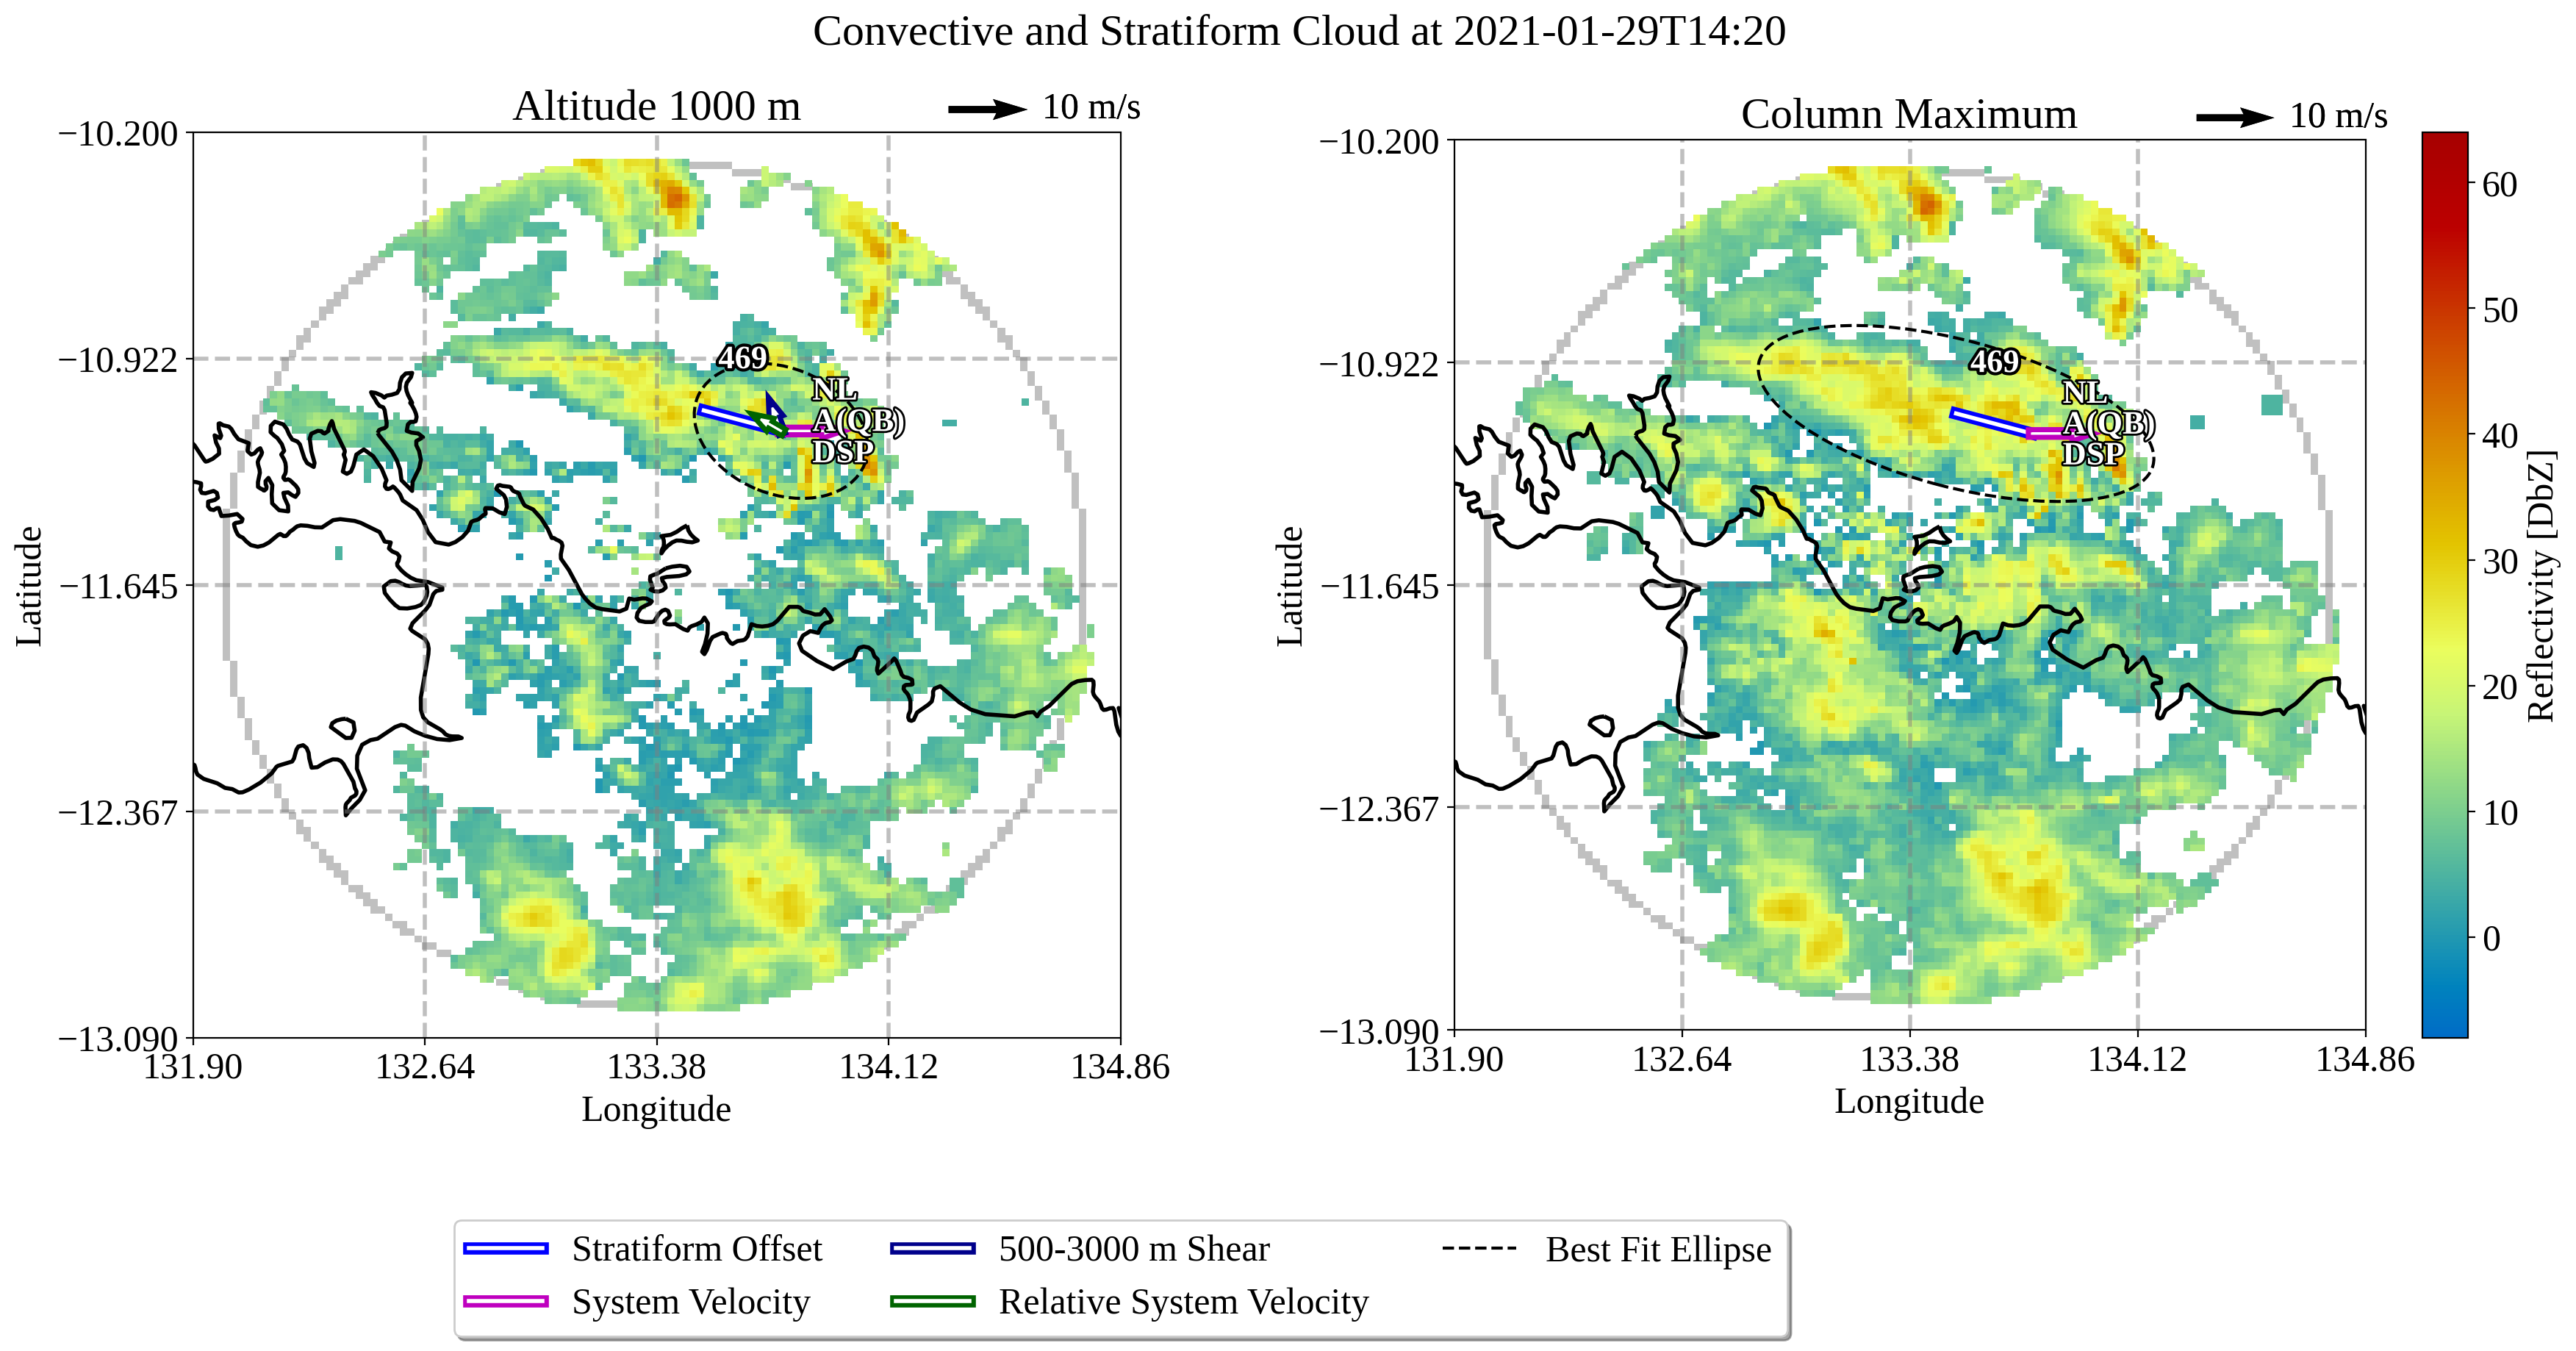 Convective and Stratiform Cloud at 2021-01-29T14:20
Altitude 1000 m
10 m/s
−10.200
−10.922
−11.645
−12.367
−13.090
Latitude
469
NL
A(QB)
DSP
131.90
132.64
133.38
134.12
134.86
Longitude
Column Maximum
10 m/s
−10.200
−10.922
−11.645
−12.367
−13.090
Latitude
469
NL
A(QB)
DSP
131.90
132.64
133.38
134.12
134.86
Longitude
60
50
40
30
20
10
0
Reflectivity [DbZ]
Stratiform Offset
System Velocity
500-3000 m Shear
Relative System Velocity
Best Fit Ellipse